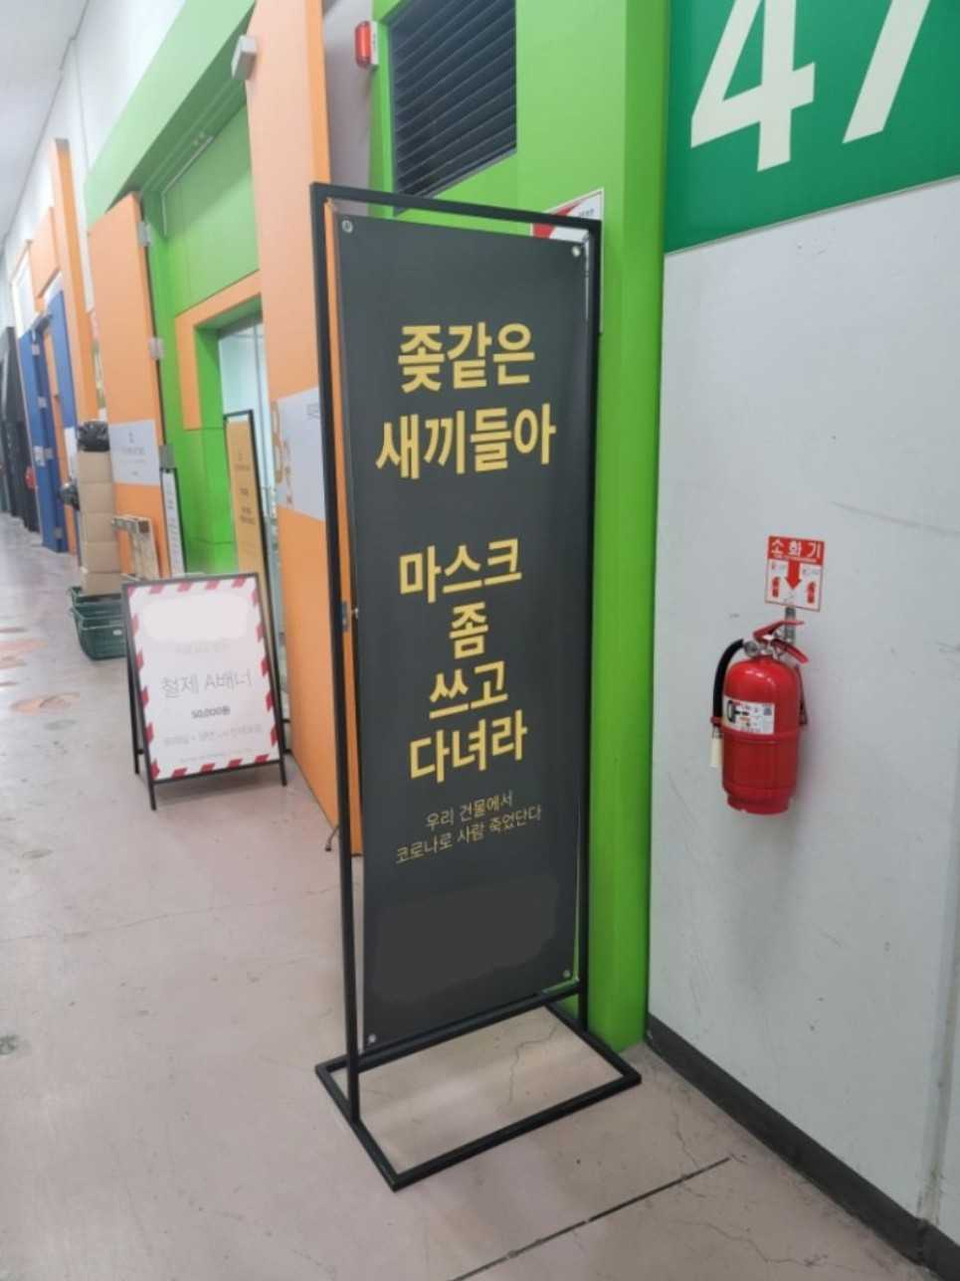 47
좆같은
새끼들아
마스크
좀
쓰고
다녀라
우리 건물에서
코로나로 사람 죽었단다
소화기
철제 A배너
50,000원